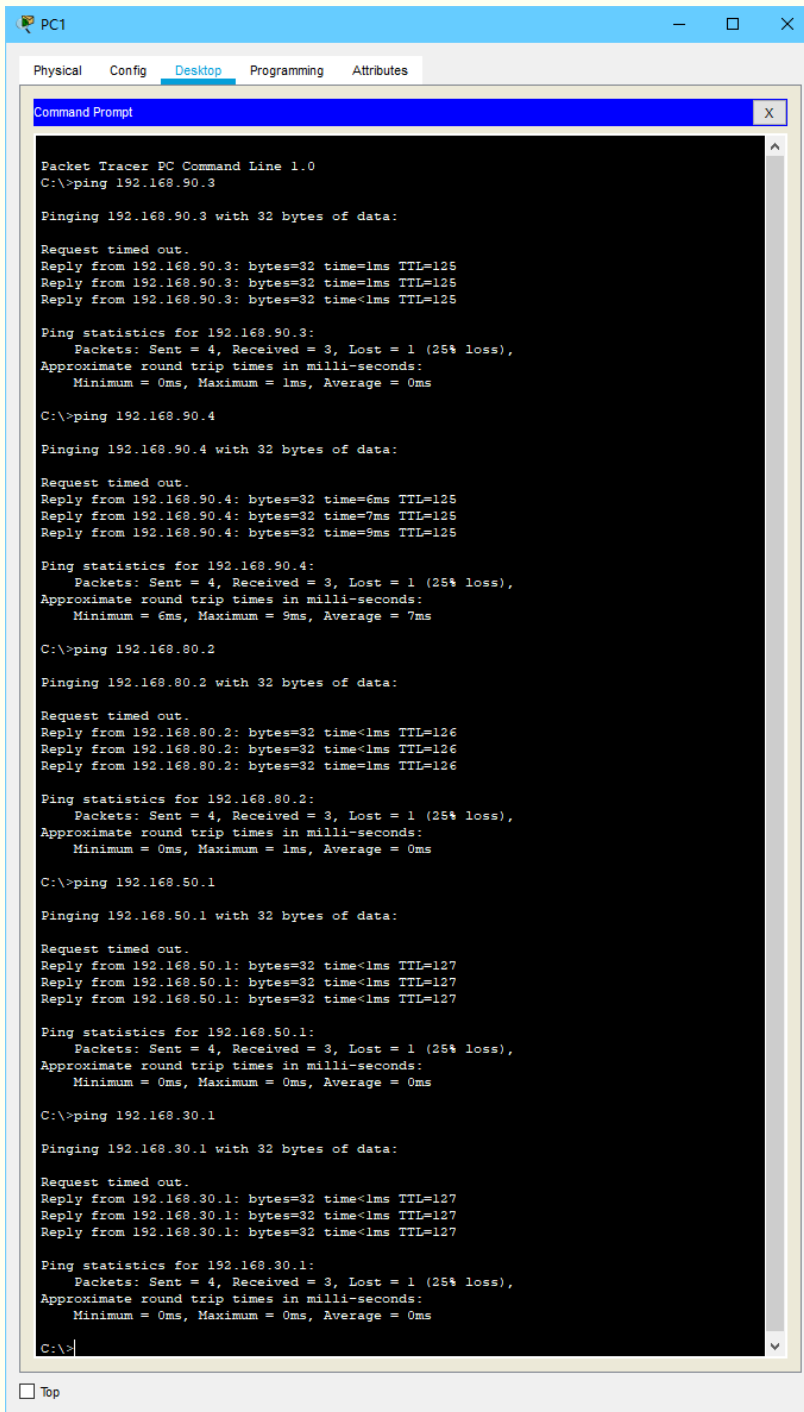 PC1
Physical Config Desktop Programming Attributes
Command Prompt
X
Packet Tracer PC Command Line 1.0
C:\>ping 192.168.90.3
Pinging 192.168.90.3 with 32 bytes of data:
Request timed out.
Reply from 192.168.90.3: bytes=32 time=1ms TTL=125
Reply from 192.168.90.3: bytes=32 time=1ms TTL=125
Reply from 192.168.90.3: bytes=32 time<1ms TTL=125
Ping statistics for 192.168.90.3:
Packets: Sent = 4, Received = 3, Lost = 1 (25% loss),
Approximate round trip times in milli-seconds:
Minimum = 0ms, Maximum = 1ms, Average = 0ms
C:\>ping 192.168.90.4
Pinging 192.168.90.4 with 32 bytes of data:
Request timed out.
Reply from 192.168.90.4: bytes=32 time=6ms TTL=125
Reply from 192.168.90.4: bytes=32 time=7ms TTL=125
Reply from 192.168.90.4: bytes=32 time=9ms TTL=125
Ping statistics for 192.168.90.4:
Packets: Sent = 4, Received = 3, Lost = 1 (25% loss),
Approximate round trip times in milli-seconds:
Minimum = 6ms, Maximum = 9ms, Average = 7ms
C:\>ping 192.168.80.2
Pinging 192.168.80.2 with 32 bytes of data:
Request timed out.
Reply from 192.168.80.2: bytes=32 time<1ms TTL=126
Reply from 192.168.80.2: bytes=32 time<1ms TTL=126
Reply from 192.168.80.2: bytes=32 time=1ms TTL=126
Ping statistics for 192.168.80.2:
Packets: Sent = 4, Received = 3, Lost = 1 (25% loss),
Approximate round trip times in milli-seconds:
Minimum = 0ms, Maximum = 1ms, Average = 0ms
C:\>ping 192.168.50.1
Pinging 192.168.50.1 with 32 bytes of data:
Request timed out.
Reply from 192.168.50.1: bytes=32 time<1ms TTL=127
Reply from 192.168.50.1: bytes=32 time<1ms TTL=127
Reply from 192.168.50.1: bytes=32 time<1ms TTL=127
Ping statistics for 192.168.50.1:
Packets: Sent = 4, Received = 3, Lost = 1 (25% loss),
Approximate round trip times in milli-seconds:
Minimum = 0ms, Maximum = 0ms, Average = 0ms
C:\>ping 192.168.30.1
Pinging 192.168.30.1 with 32 bytes of data:
Request timed out.
Reply from 192.168.30.1: bytes=32 time<1ms TTL=127
Reply from 192.168.30.1: bytes=32 time<1ms TTL=127
Reply from 192.168.30.1: bytes=32 time<1ms TTL=127
Ping statistics for 192.168.30.1:
Packets: Sent = 4, Received = 3, Lost = 1 (25% loss),
Approximate round trip times in milli-seconds:
Minimum = 0ms, Maximum = 0ms, Average = 0ms
C:\>
Top